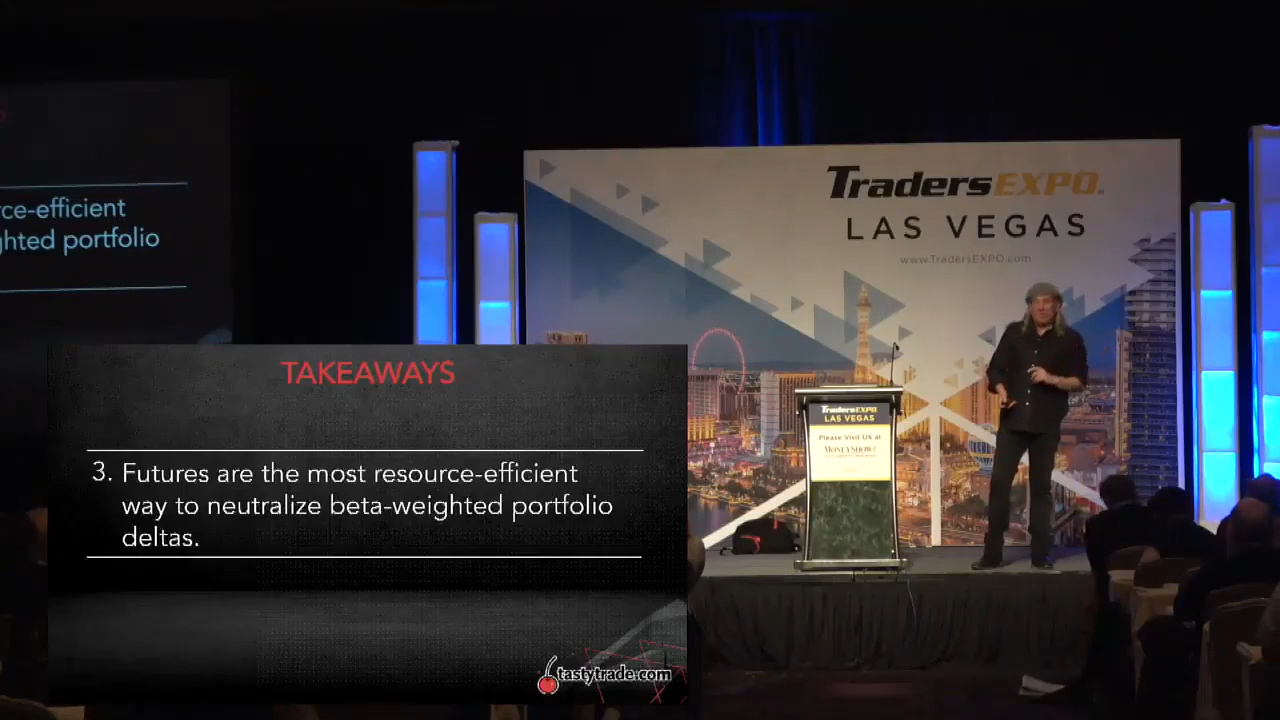 rce-efficient
ghted portfolio
TradersEXPO
LAS VEGAS
www.TradersEXPO.com
TradersEXPO
LAS VEGAS
Please Visit US at
MONEYSHOW
TAKEAWAYS
3. Futures are the most resource-efficient
way to neutralize beta-weighted portfolio
deltas.
tastytrade.com